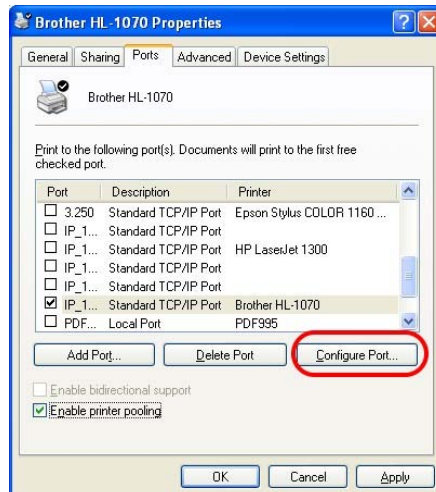 Brother HL-1070 Properties
General Sharing Ports Advanced Device Settings
Brother HL-1070
Print to the following port(s). Documents will print to the first free
checked port.
Port Description Printer
3.250 Standard TCP/IP Port Epson Stylus COLOR 1160 ...
IP_1... Standard TCP/IP Port
IP_1... Standard TCP/IP Port HP LaserJet 1300
IP_1... Standard TCP/IP Port
IP_1... Standard TCP/IP Port
IP_1... Standard TCP/IP Port Brother HL-1070
PDF... Local Port PDF995
Add Port... Delete Port Configure Port...
Enable bidirectional support
Enable printer pooling
OK Cancel Apply